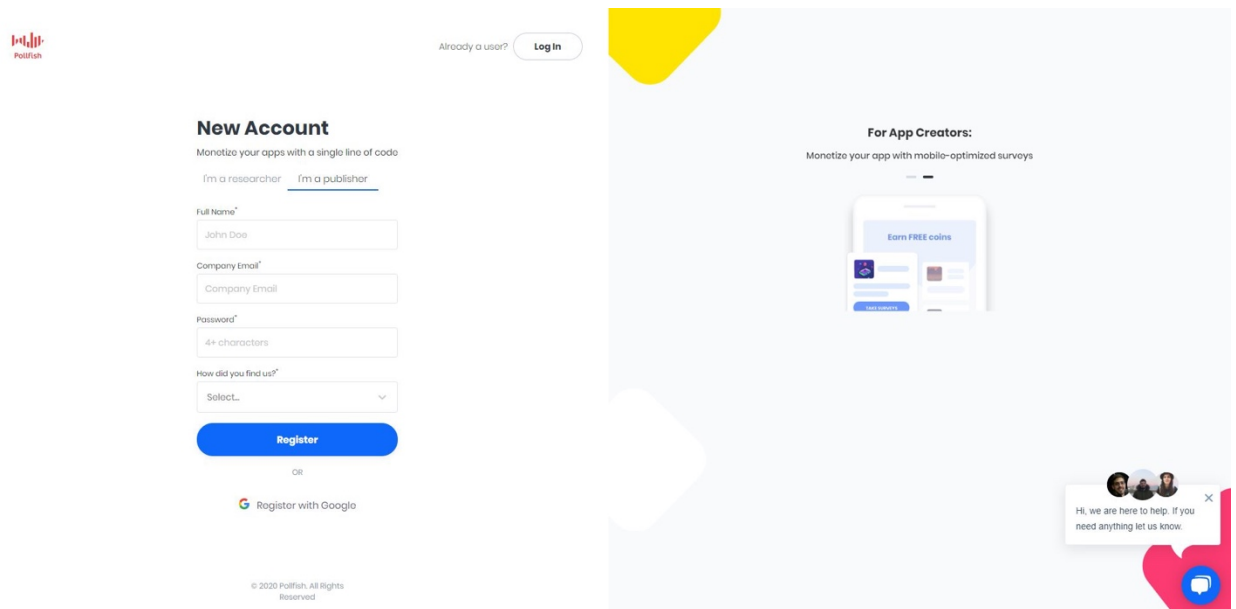 Pollfish
Already a user?
Log In
New Account
Monetize your apps with a single line of code
I'm a researcher
I'm a publisher
Full Name*
John Doe
Company Email*
Company Email
Password*
4+ characters
How did you find us?*
Select...
Register
OR
Register with Google
© 2020 Pollfish. All Rights
Reserved
For App Creators:
Monetize your app with mobile-optimized surveys
Earn FREE coins
Hi, we are here to help. If you
need anything let us know.